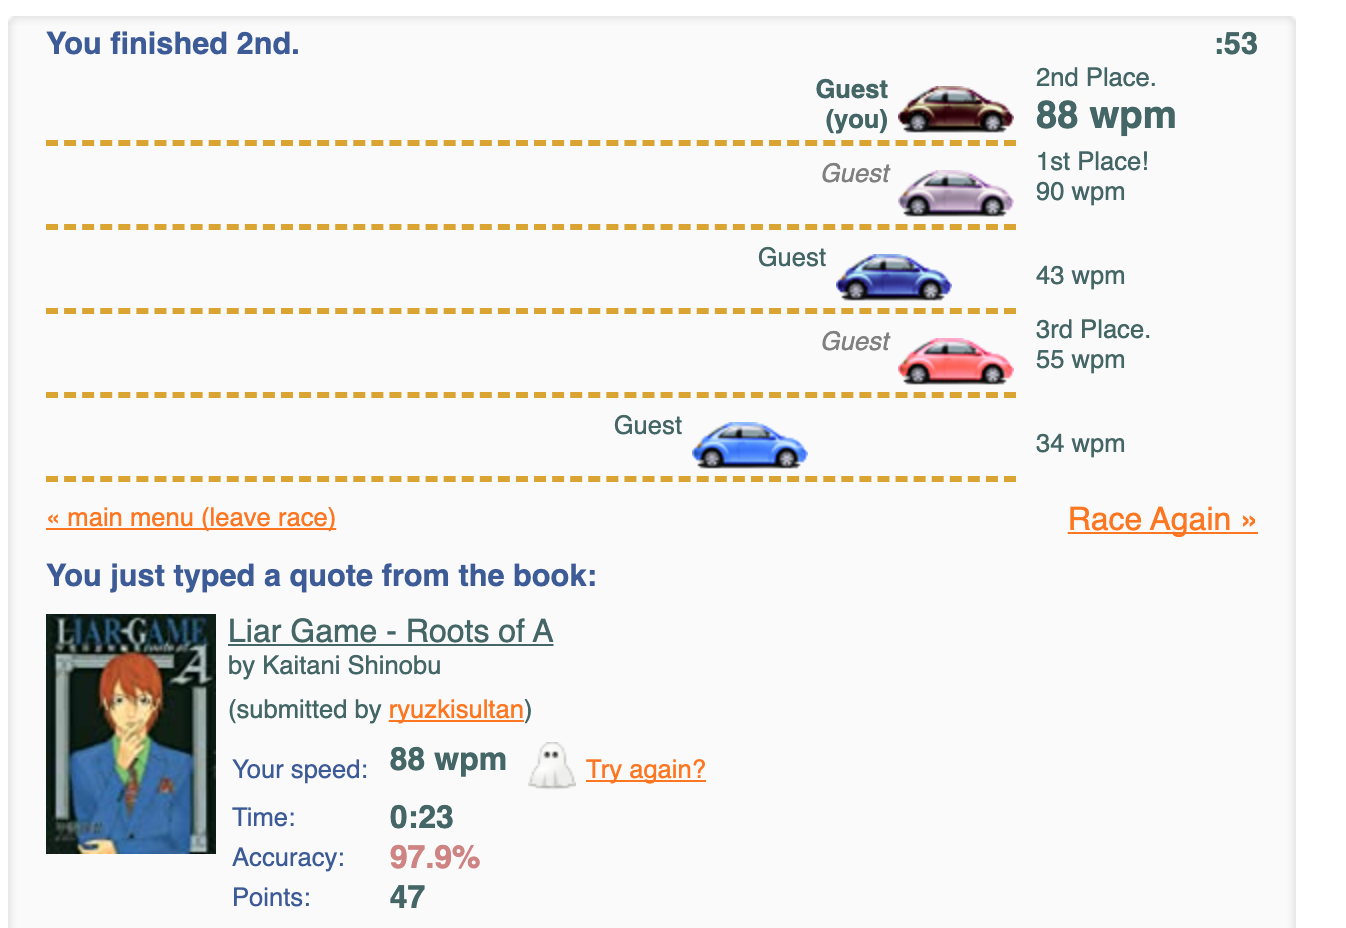 You finished 2nd.
:53
Guest
(you)
2nd Place.
88 wpm
Guest
1st Place!
90 wpm
Guest
43 wpm
Guest
3rd Place.
55 wpm
Guest
34 wpm
« main menu (leave race)
Race Again »
You just typed a quote from the book:
LIAR-GAME
A
Liar Game - Roots of A
by Kaitani Shinobu
(submitted by ryuzkisultan)
Your speed: 88 wpm Try again?
Time: 0:23
Accuracy: 97.9%
Points: 47